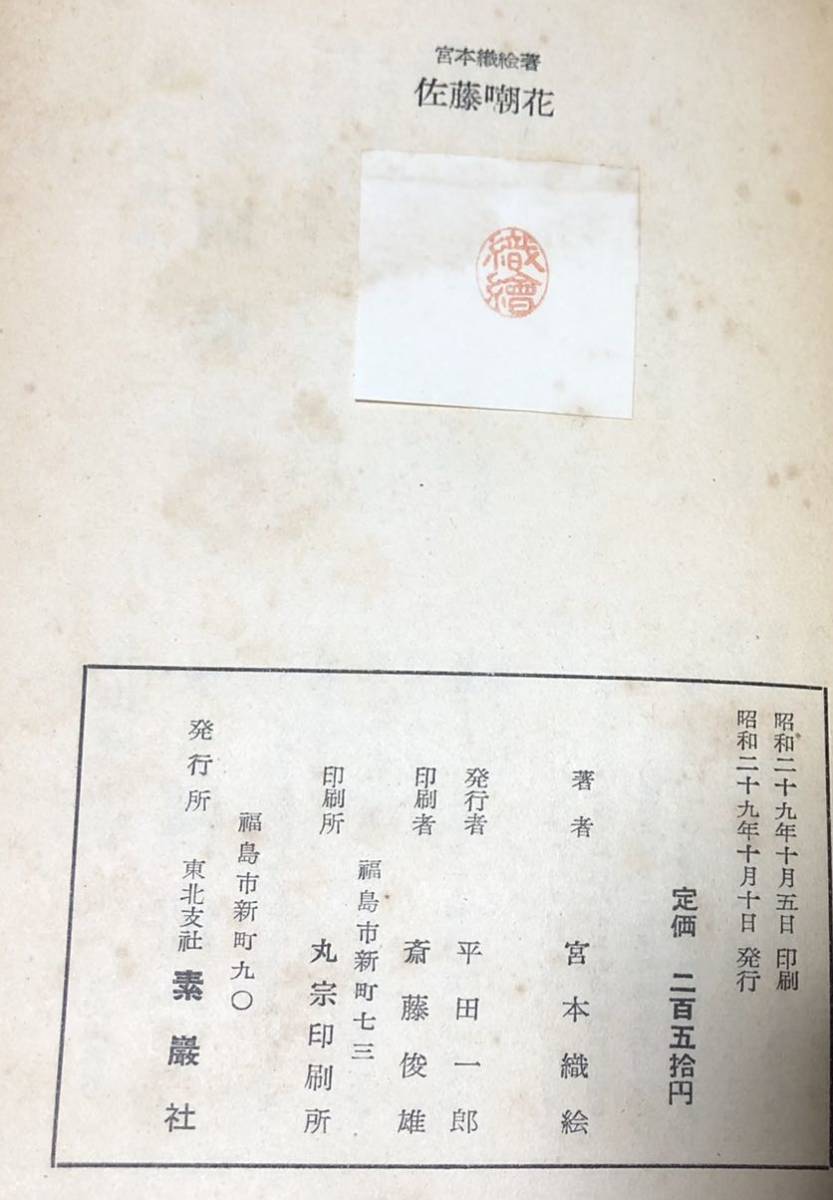 宮本織絵著
佐藤嘲花
織繪
昭和二十九年十月五日 印刷
昭和二十九年十月十日 発行
定価 二百五拾円
著者 宮本織絵
発行者 平田一郎
印刷者 斎藤俊雄
福島市新町七三
印刷所 丸宗印刷所
福島市新町九〇
発行所 東北支社 素巖社